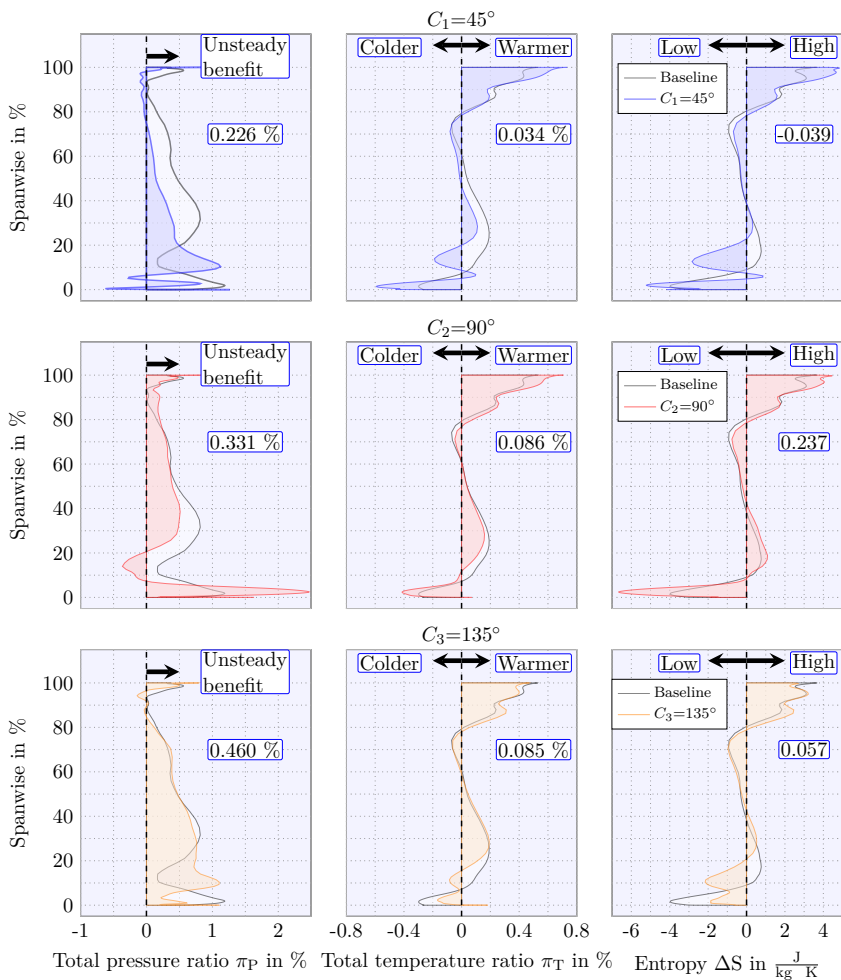 C₁=45°
Unsteady
benefit
Colder Warmer
Low High
Baseline
C₁=45°
0.226 %
0.034 %
-0.039
Spanwise in %
100
80
60
40
20
0
C₂=90°
Unsteady
benefit
Colder Warmer
Low High
Baseline
C₂=90°
0.331 %
0.086 %
0.237
Spanwise in %
100
80
60
40
20
0
C₃=135°
Unsteady
benefit
Colder Warmer
Low High
Baseline
C₃=135°
0.460 %
0.085 %
0.057
Spanwise in %
100
80
60
40
20
0
-1 0 1 2
-0.8 -0.4 0 0.4 0.8
-6 -4 -2 0 2 4
Total pressure ratio π_P in %
Total temperature ratio π_T in %
Entropy ΔS in J/kg K